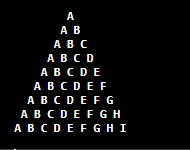 A
A B
A B C
A B C D
A B C D E
A B C D E F
A B C D E F G
A B C D E F G H
A B C D E F G H I